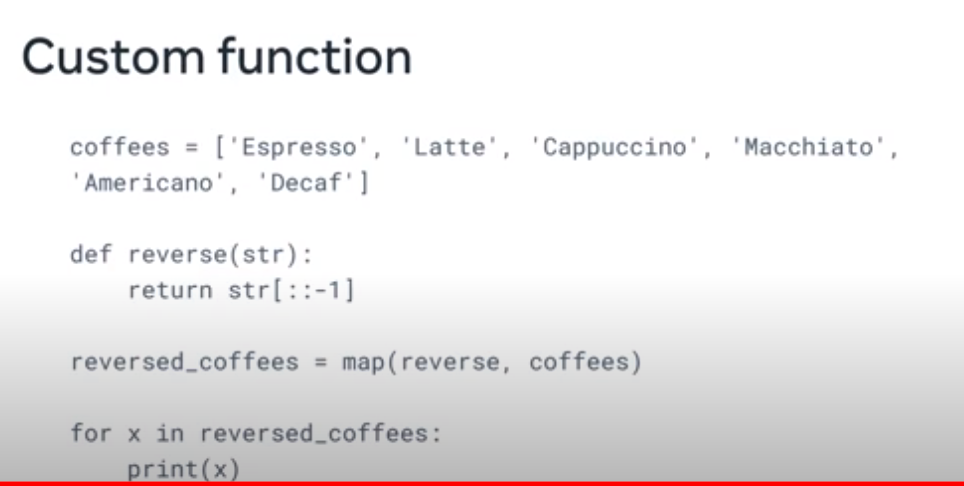 Custom function
coffees = ['Espresso', 'Latte', 'Cappuccino', 'Macchiato',
'Americano', 'Decaf']
def reverse(str):
    return str[::-1]
reversed_coffees = map(reverse, coffees)
for x in reversed_coffees:
    print(x)